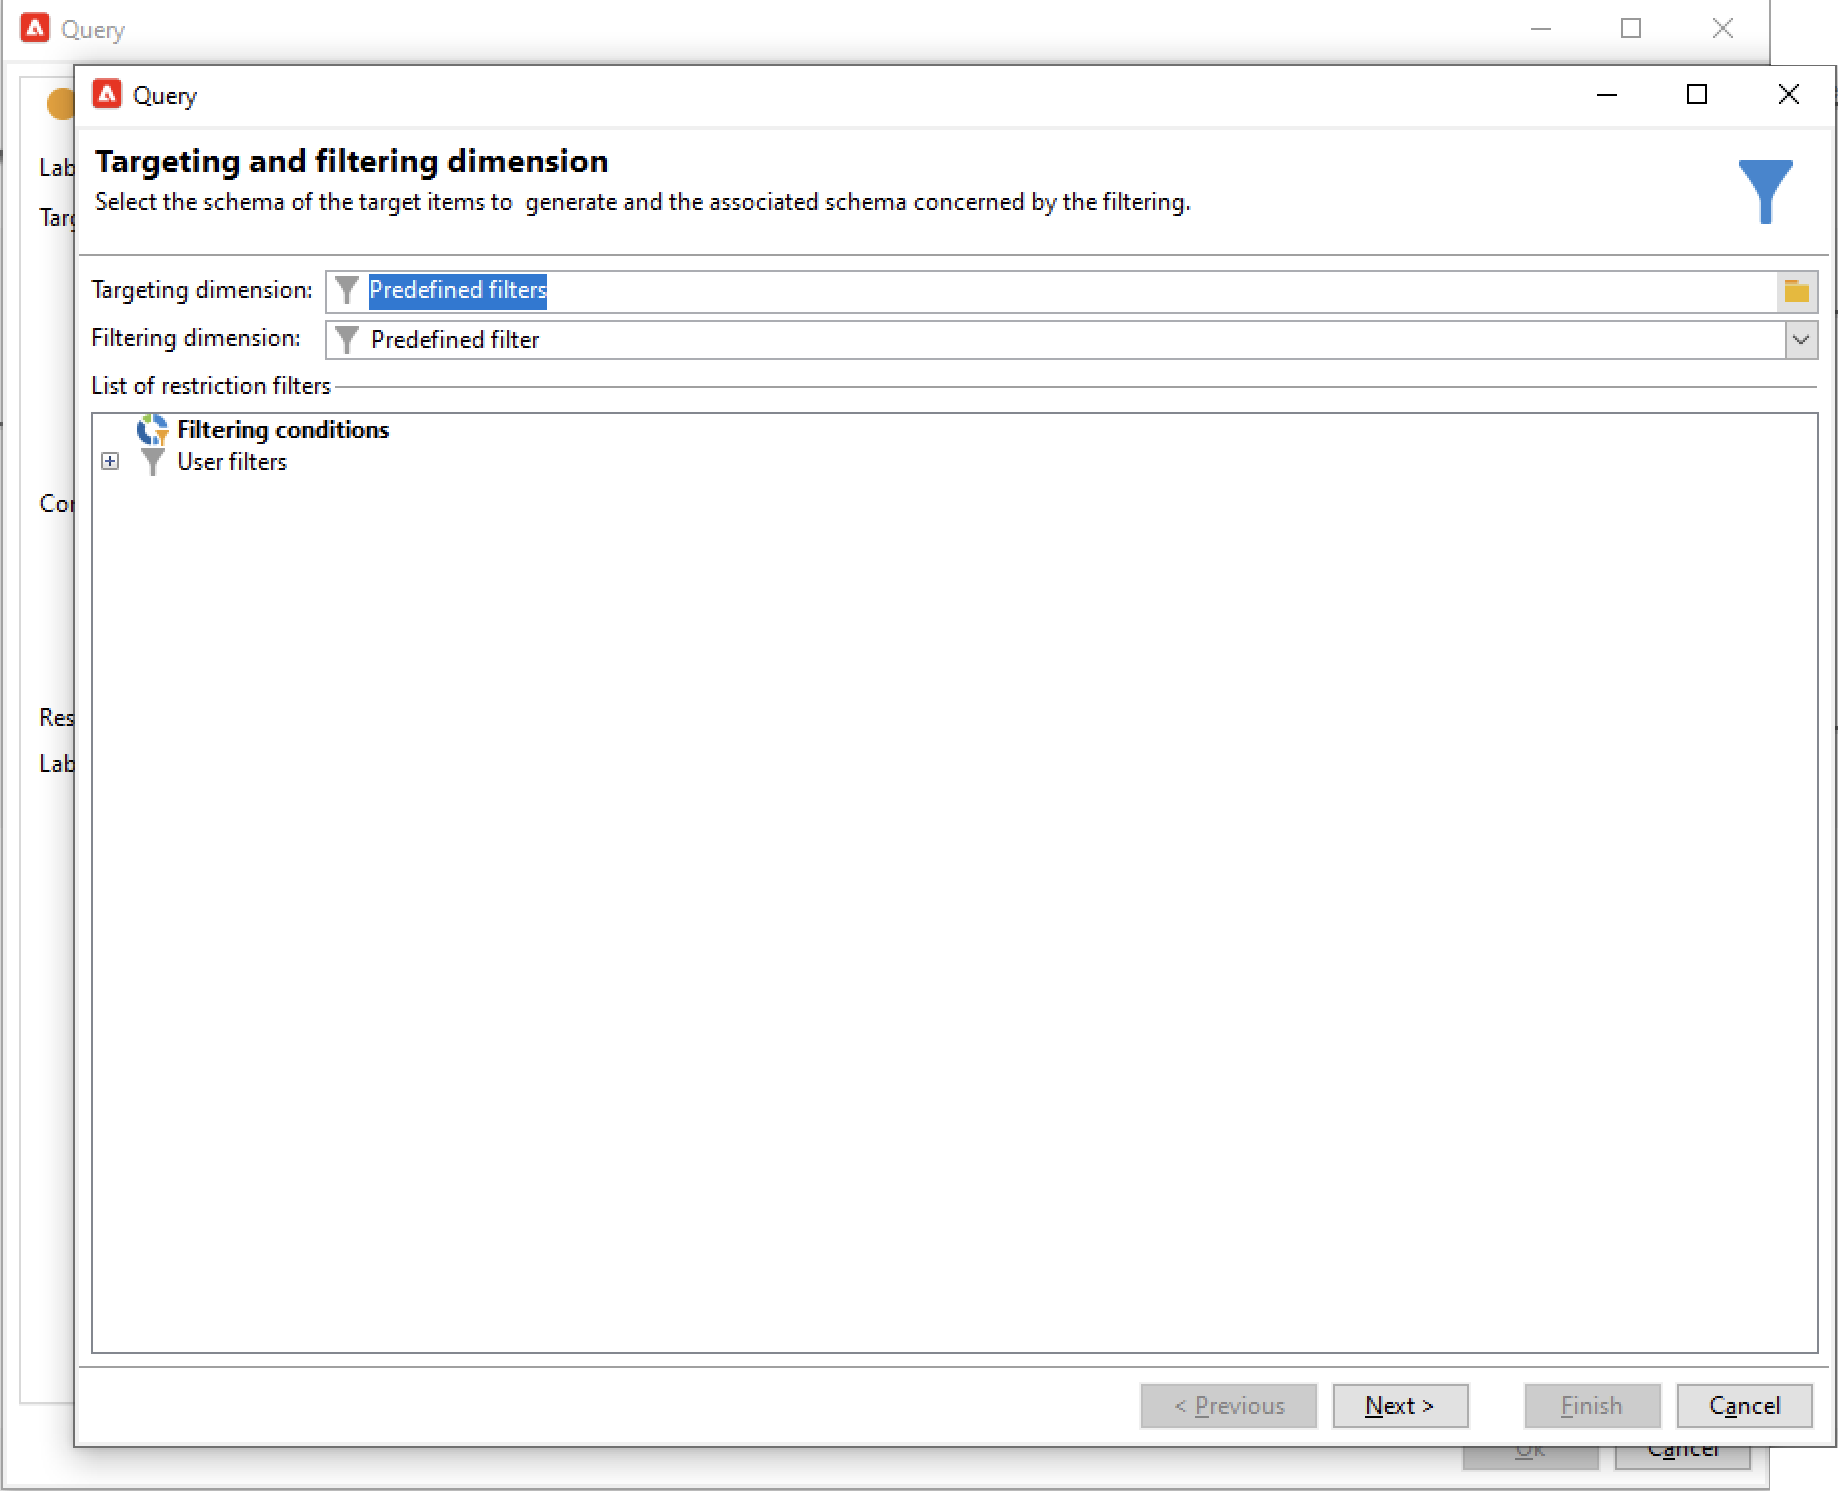 Query
Query
Targeting and filtering dimension
Select the schema of the target items to  generate and the associated schema concerned by the filtering.
Targeting dimension: Predefined filters
Filtering dimension: Predefined filter
List of restriction filters
Filtering conditions
User filters
Lab
Targ
Cor
Res
Lab
< Previous Next > Finish Cancel
Ok Cancel